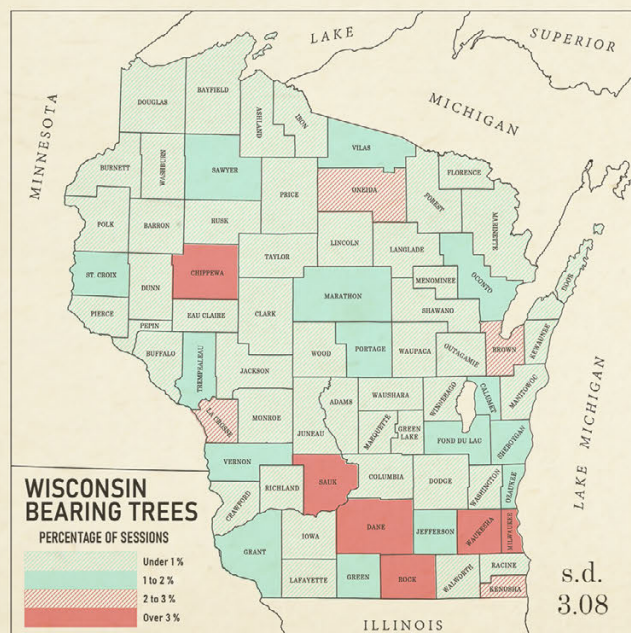 LAKE SUPERIOR
MINNESOTA
MICHIGAN
DOUGLAS
BAYFIELD
ASHLAND
IRON
VILAS
BURNETT
WASHBURN
SAWYER
PRICE
ONEIDA
FOREST
FLORENCE
MARINETTE
POLK
BARRON
RUSK
LINCOLN
LANGLADE
TAYLOR
ST. CROIX
DUNN
CHIPPEWA
MARATHON
MENOMINEE
OCONTO
DOOR
PIERCE
PEPIN
EAU CLAIRE
CLARK
SHAWANO
BUFFALO
TREMPEALEAU
JACKSON
WOOD
PORTAGE
WAUPACA
OUTAGAMIE
BROWN
KEWAUNEE
LA CROSSE
MONROE
JUNEAU
ADAMS
WAUSHARA
WINNEBAGO
CALUMET
MANITOWOC
MARQUETTE
GREEN
LAKE
FOND DU LAC
SHEBOYGAN
LAKE MICHIGAN
VERNON
CRAWFORD
RICHLAND
SAUK
COLUMBIA
DODGE
WASHINGTON
OZAUKEE
GRANT
IOWA
DANE
JEFFERSON
WAUKESHA
MILWAUKEE
LAFAYETTE
GREEN
ROCK
WALWORTH
RACINE
KENOSHA
ILLINOIS
WISCONSIN
BEARING TREES
PERCENTAGE OF SESSIONS
Under 1 %
1 to 2 %
2 to 3 %
Over 3 %
s.d.
3.08